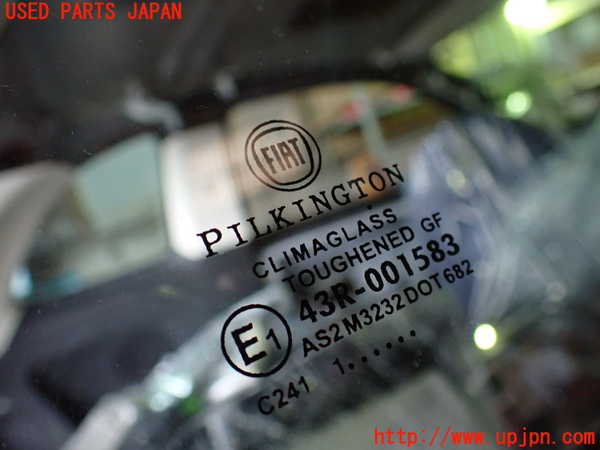 USED PARTS JAPAN
FIAT
PILKINGTON
CLIMAGLASS
TOUGHENED GF
43R-001583
E1
AS2M3232DOT682
C241 1......
http://www.upjpn.com